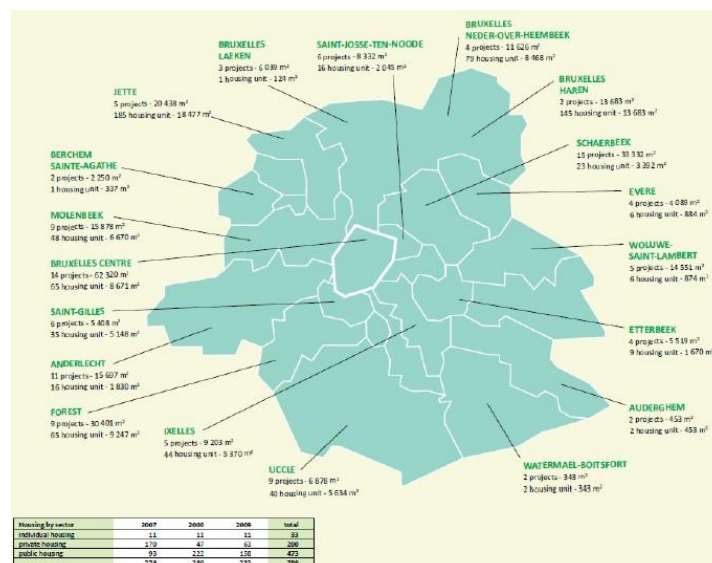 BRUXELLES
NEDER-OVER-HEEMBEEK
4 projects - 11 626 m²
79 housing unit - 8 468 m²
BRUXELLES
LAEKEN
3 projects - 6 039 m²
1 housing unit - 124 m²
SAINT-JOSSE-TEN-NOODE
6 projects - 8 332 m²
16 housing unit - 2 045 m²
BRUXELLES
HAREN
2 projects - 13 683 m²
145 housing unit - 13 683 m²
JETTE
5 projects - 20 438 m²
185 housing unit - 18 477 m²
SCHAERBEEK
15 projects - 33 332 m²
23 housing unit - 3 392 m²
BERCHEM
SAINTE-AGATHE
2 projects - 2 250 m²
1 housing unit - 337 m²
EVERE
4 projects - 4 089 m²
6 housing unit - 884 m²
MOLENBEEK
9 projects - 15 878 m²
48 housing unit - 6 670 m²
WOLUWE-
SAINT-LAMBERT
5 projects - 14 551 m²
6 housing unit - 874 m²
BRUXELLES CENTRE
14 projects - 62 320 m²
65 housing unit - 8 671 m²
SAINT-GILLES
6 projects - 5 408 m²
35 housing unit - 5 148 m²
ETTERBEEK
4 projects - 5 519 m²
9 housing unit - 1 670 m²
ANDERLECHT
11 projects - 15 697 m²
16 housing unit - 1 830 m²
FOREST
9 projects - 30 401 m²
65 housing unit - 9 247 m²
AUDERGHEM
2 projects - 453 m²
2 housing unit - 453 m²
IXELLES
5 projects - 9 203 m²
44 housing unit - 5 370 m²
WATERMAEL-BOITSFORT
2 projects - 343 m²
2 housing unit - 343 m²
UCCLE
9 projects - 6 878 m²
40 housing unit - 5 634 m²
Housing by sector 2007 2008 2009 total
individual housing 11 11 11 33
private housing 170 47 63 280
public housing 93 222 158 473